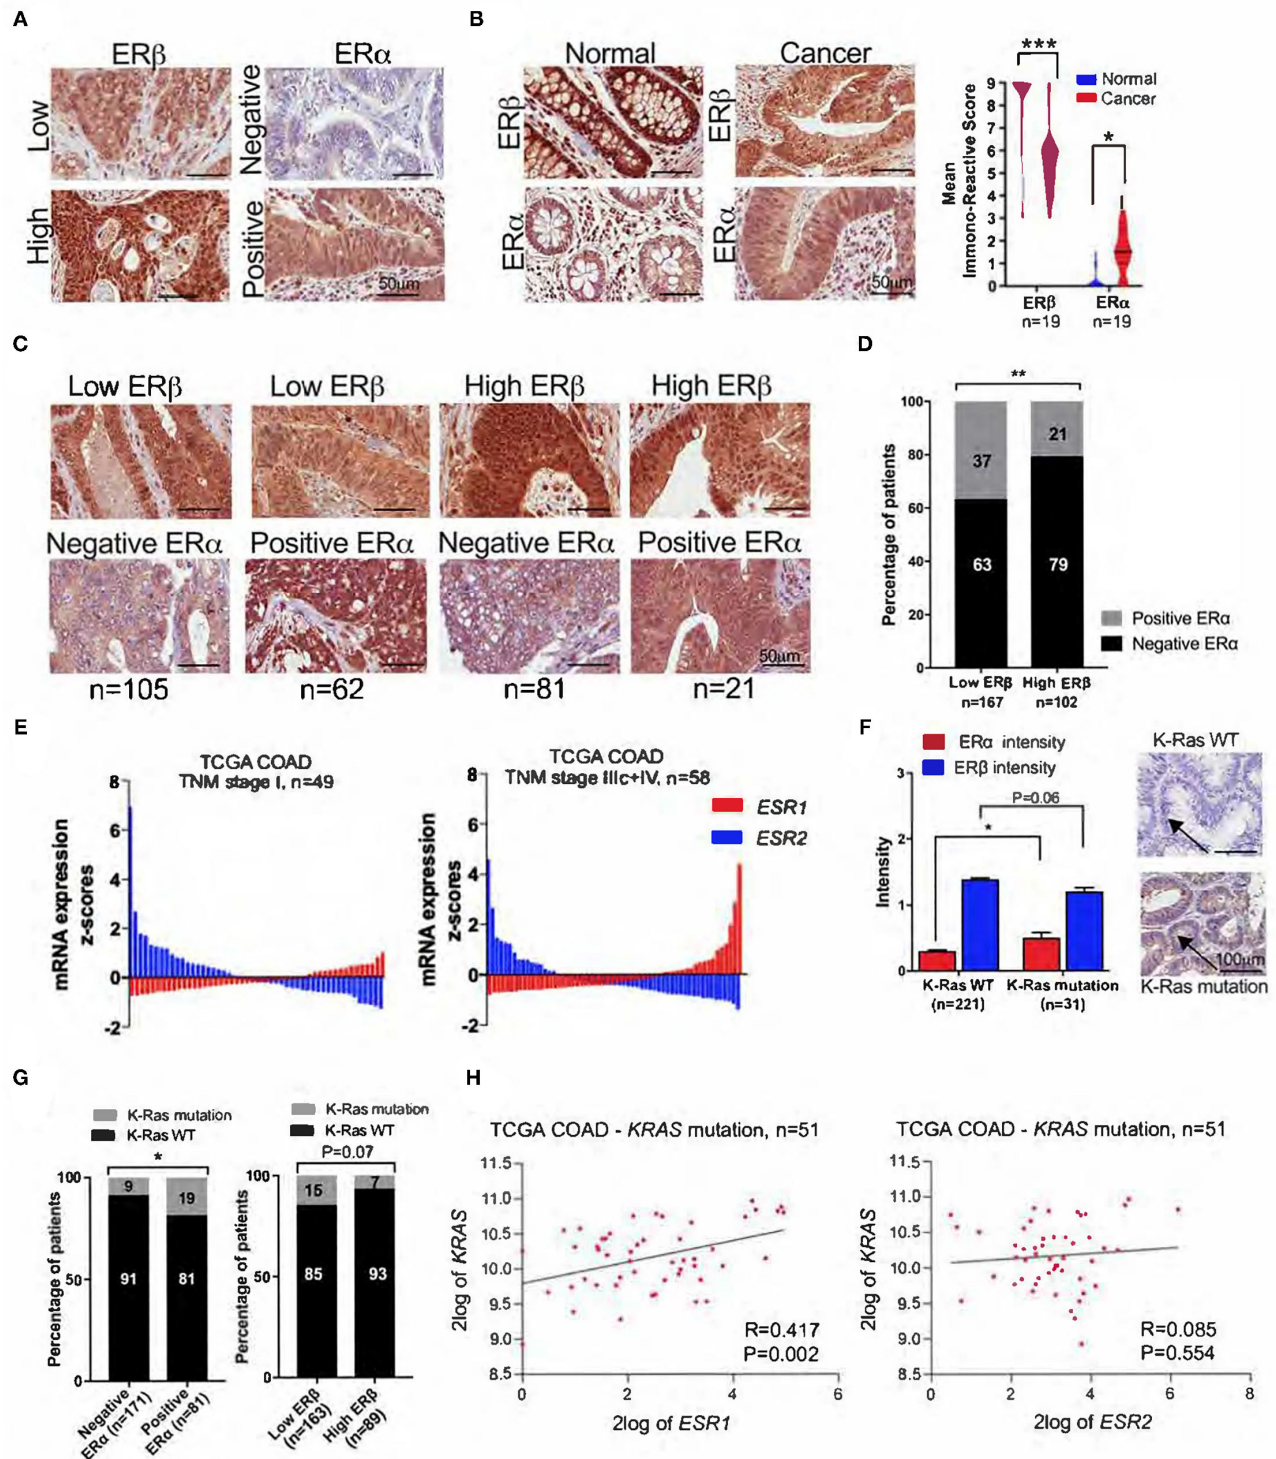 A
ERβ
ERα
Low
Negative
High
Positive
50µm
B
Normal
Cancer
ERβ
ERβ
ERα
ERα
50µm
***
Normal
Cancer
*
Mean
Immono-Reactive Score
9
8
7
6
5
4
3
2
1
0
ERβ
ERα
n=19
n=19
C
Low ERβ
Low ERβ
High ERβ
High ERβ
Negative ERα
Positive ERα
Negative ERα
Positive ERα
50µm
n=105
n=62
n=81
n=21
D
**
Percentage of patients
100
80
60
40
20
0
37
21
63
79
Positive ERα
Negative ERα
Low ERβ
High ERβ
n=167
n=102
E
TCGA COAD
TNM stage I, n=49
mRNA expression
z-scores
8
6
4
2
0
-2
TCGA COAD
TNM stage IIIc+IV, n=58
mRNA expression
z-scores
8
6
4
2
0
-2
ESR1
ESR2
F
ERα intensity
ERβ intensity
P=0.06
*
Intensity
3
2
1
0
K-Ras WT
(n=221)
K-Ras mutation
(n=31)
K-Ras WT
100µm
K-Ras mutation
G
K-Ras mutation
K-Ras WT
*
Percentage of patients
100
50
0
9
19
91
81
Negative
ERα (n=171)
Positive
ERα (n=81)
K-Ras mutation
K-Ras WT
P=0.07
Percentage of patients
100
50
0
15
7
85
93
Low ERβ
(n=163)
High ERβ
(n=89)
H
TCGA COAD - KRAS mutation, n=51
2log of KRAS
11.5
11.0
10.5
10.0
9.5
9.0
8.5
R=0.417
P=0.002
0
2
4
6
2log of ESR1
TCGA COAD - KRAS mutation, n=51
2log of KRAS
11.5
11.0
10.5
10.0
9.5
9.0
8.5
R=0.085
P=0.554
0
2
4
6
8
2log of ESR2